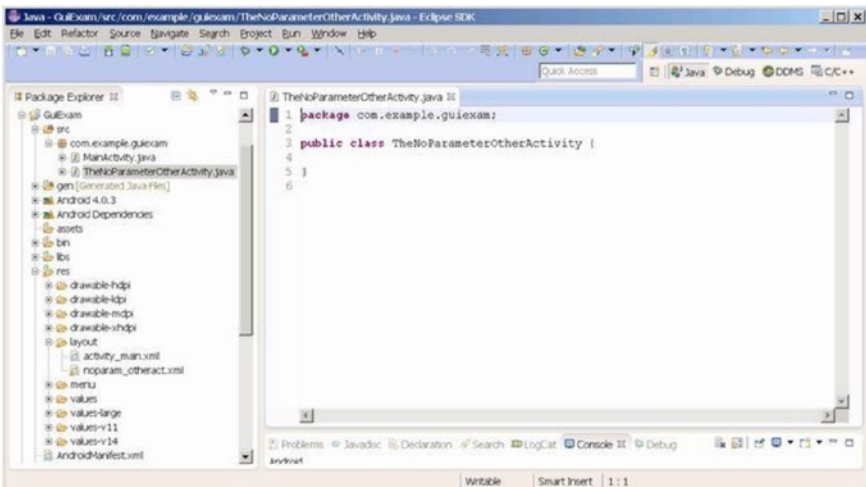 Java - GuiExam/src/com/example/guiexam/TheNoParameterOtherActivity.java - Eclipse SDK
File Edit Refactor Source Navigate Search Project Run Window Help
Quick Access
Java Debug DDMS C/C++
Package Explorer
GuiExam
src
com.example.guiexam
MainActivity.java
TheNoParameterOtherActivity.java
gen [Generated Java Files]
Android 4.0.3
Android Dependencies
assets
bin
libs
res
drawable-hdpi
drawable-ldpi
drawable-mdpi
drawable-xhdpi
layout
activity_main.xml
noparam_otheract.xml
menu
values
values-large
values-v11
values-v14
AndroidManifest.xml
TheNoParameterOtherActivity.java
1 package com.example.guiexam;
2
3 public class TheNoParameterOtherActivity {
4
5 }
6
Problems Javadoc Declaration Search LogCat Console Debug
Android
Writable Smart Insert 1 : 1